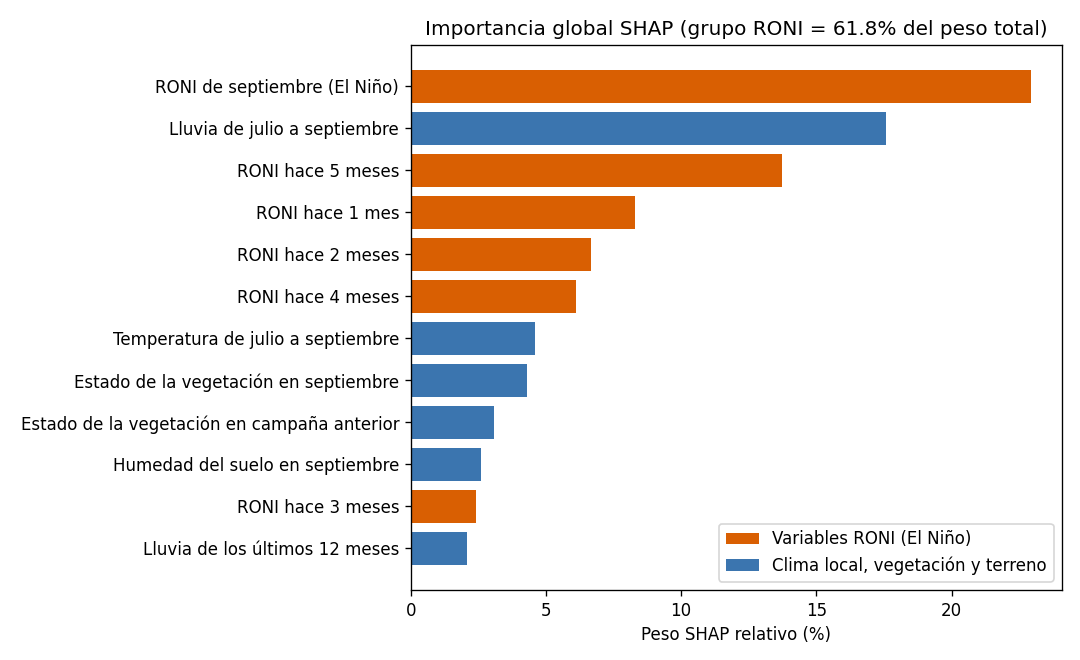 Importancia global SHAP (grupo RONI = 61.8% del peso total)
RONI de septiembre (El Niño)
Lluvia de julio a septiembre
RONI hace 5 meses
RONI hace 1 mes
RONI hace 2 meses
RONI hace 4 meses
Temperatura de julio a septiembre
Estado de la vegetación en septiembre
Estado de la vegetación en campaña anterior
Humedad del suelo en septiembre
RONI hace 3 meses
Lluvia de los últimos 12 meses
Variables RONI (El Niño)
Clima local, vegetación y terreno
0 5 10 15 20
Peso SHAP relativo (%)